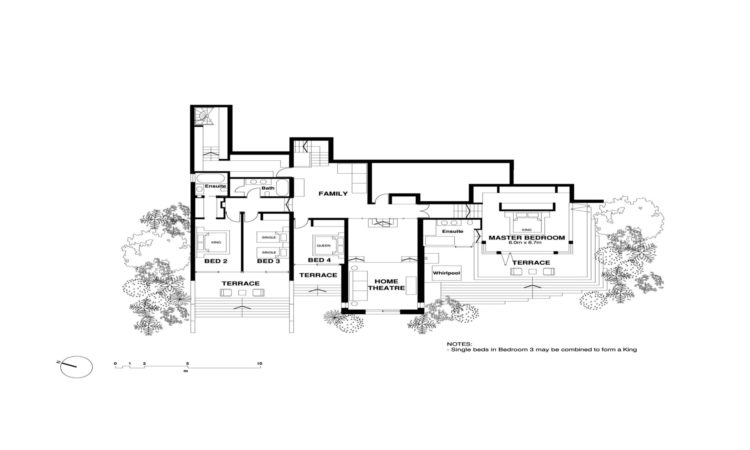 Ensuite
Bath
FAMILY
KING
SINGLE
SINGLE
QUEEN
BED 2
BED 3
BED 4
TERRACE
TERRACE
HOME
THEATRE
Ensuite
Whirlpool
KING
MASTER BEDROOM
6.0m x 6.7m
TERRACE
NOTES:
- Single beds in Bedroom 3 may be combined to form a King
N
0 1 2 5 10
M